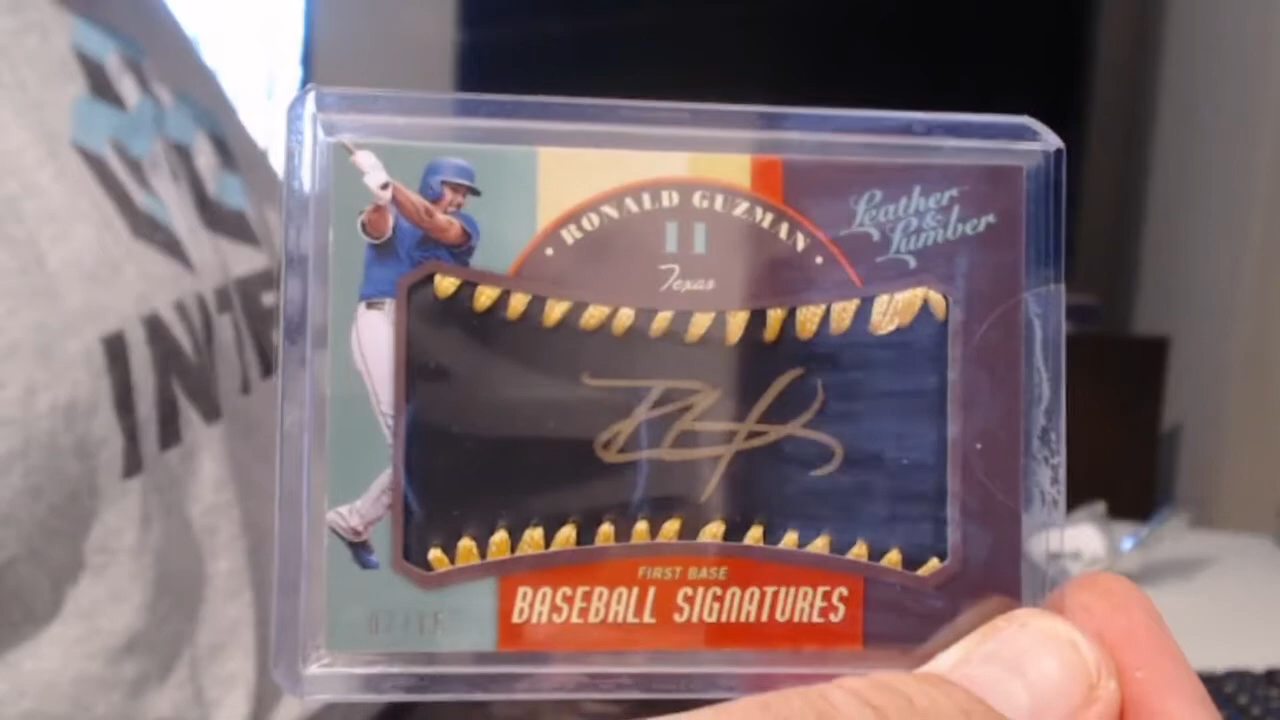 RONALD GUZMAN
11
Texas
Leather
&
Lumber
FIRST BASE
BASEBALL SIGNATURES